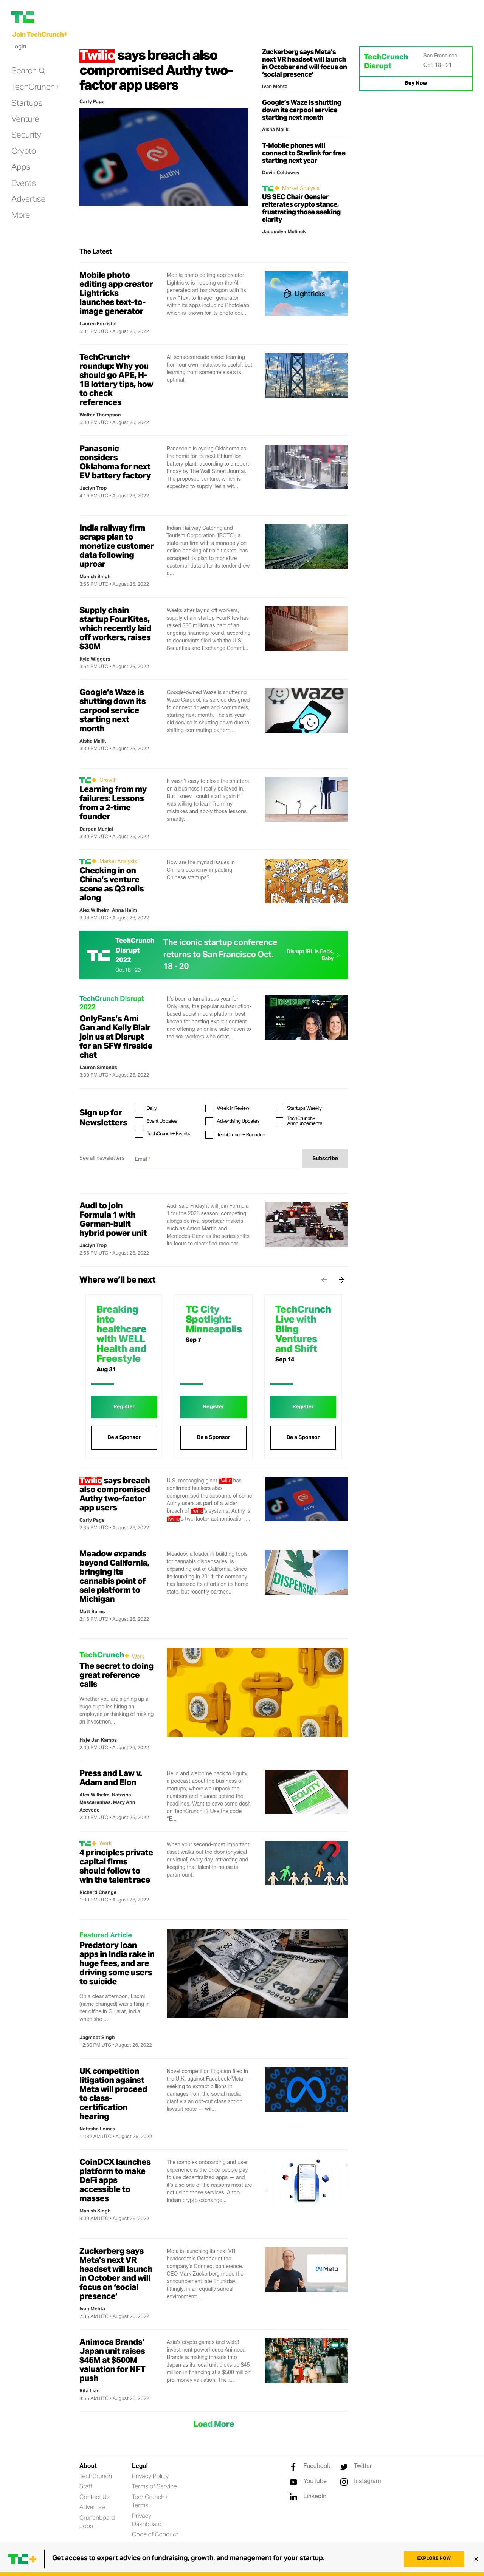 TC
Join TechCrunch+
Login
Search
TechCrunch+
Startups
Venture
Security
Crypto
Apps
Events
Advertise
More
Twilio says breach also
compromised Authy two-
factor app users
Carly Page
Authy
Zuckerberg says Meta's
next VR headset will launch
in October and will focus on
'social presence'
Ivan Mehta
Google's Waze is shutting
down its carpool service
starting next month
Aisha Malik
T-Mobile phones will
connect to Starlink for free
starting next year
Devin Coldewey
TC+ Market Analysis
US SEC Chair Gensler
reiterates crypto stance,
frustrating those seeking
clarity
Jacquelyn Melinek
TechCrunch
Disrupt
San Francisco
Oct. 18 - 21
Buy Now
The Latest
Mobile photo
editing app creator
Lightricks
launches text-to-
image generator
Lauren Forristal
5:31 PM UTC • August 26, 2022
Mobile photo editing app creator
Lightricks is hopping on the AI-
generated art bandwagon with its
new "Text to Image" generator
within its apps including Photoleap,
which is known for its photo edi...
Lightricks
TechCrunch+
roundup: Why you
should go APE, H-
1B lottery tips, how
to check
references
Walter Thompson
5:00 PM UTC • August 26, 2022
All schadenfreude aside: learning
from our own mistakes is useful, but
learning from someone else's is
optimal.
Panasonic
considers
Oklahoma for next
EV battery factory
Jaclyn Trop
4:19 PM UTC • August 26, 2022
Panasonic is eyeing Oklahoma as
the home for its next lithium-ion
battery plant, according to a report
Friday by The Wall Street Journal.
The proposed venture, which is
expected to supply Tesla wit...
India railway firm
scraps plan to
monetize customer
data following
uproar
Manish Singh
3:55 PM UTC • August 26, 2022
Indian Railway Catering and
Tourism Corporation (IRCTC), a
state-run firm with a monopoly on
online booking of train tickets, has
scrapped its plan to monetize
customer data after its tender drew
c...
Supply chain
startup FourKites,
which recently laid
off workers, raises
$30M
Kyle Wiggers
3:54 PM UTC • August 26, 2022
Weeks after laying off workers,
supply chain startup FourKites has
raised $30 million as part of an
ongoing financing round, according
to documents filed with the U.S.
Securities and Exchange Commi...
Google's Waze is
shutting down its
carpool service
starting next
month
Aisha Malik
3:39 PM UTC • August 26, 2022
Google-owned Waze is shutting
Waze Carpool, its service designed
to connect drivers and commuters,
starting next month. The six-year-
old service is shutting down due to
shifting commuting pattern...
waze
TC+ Growth
Learning from my
failures: Lessons
from a 2-time
founder
Darpan Munjal
3:30 PM UTC • August 26, 2022
It wasn't easy to close the shutters
on a business I really believed in.
But I knew I could start again if I
was willing to learn from my
mistakes and apply those lessons
smartly.
TC+ Market Analysis
Checking in on
China's venture
scene as Q3 rolls
along
Alex Wilhelm, Anna Heim
3:06 PM UTC • August 26, 2022
How are the myriad issues in
China's economy impacting
Chinese startups?
TC
TechCrunch
Disrupt
2022
Oct 18 - 20
The iconic startup conference
returns to San Francisco Oct.
18 - 20
Disrupt IRL is Back,
Baby
TechCrunch Disrupt
2022
OnlyFans's Ami
Gan and Keily Blair
join us at Disrupt
for an SFW fireside
chat
Lauren Simonds
3:00 PM UTC • August 26, 2022
It's been a tumultuous year for
OnlyFans, the popular subscription-
based social media platform best
known for hosting explicit content
and offering an online safe haven to
the sex workers who creat...
DISRUPT
Sign up for
Newsletters
Daily
Week in Review
Startups Weekly
Event Updates
Advertising Updates
TechCrunch+
Announcements
TechCrunch+ Events
TechCrunch+ Roundup
See all newsletters
Email *
Subscribe
Audi to join
Formula 1 with
German-built
hybrid power unit
Jaclyn Trop
2:55 PM UTC • August 26, 2022
Audi said Friday it will join Formula
1 for the 2026 season, competing
alongside rival sportscar makers
such as Aston Martin and
Mercedes-Benz as the series shifts
its focus to electrified race car...
Where we'll be next
Breaking
into
healthcare
with WELL
Health and
Freestyle
Aug 31
Register
Be a Sponsor
TC City
Spotlight:
Minneapolis
Sep 7
Register
Be a Sponsor
TechCrunch
Live with
Bling
Ventures
and Shift
Sep 14
Register
Be a Sponsor
Twilio says breach
also compromised
Authy two-factor
app users
Carly Page
2:35 PM UTC • August 26, 2022
U.S. messaging giant Twilio has
confirmed hackers also
compromised the accounts of some
Authy users as part of a wider
breach of Twilio's systems. Authy is
Twilio's two-factor authentication ...
Authy
Meadow expands
beyond California,
bringing its
cannabis point of
sale platform to
Michigan
Matt Burns
2:15 PM UTC • August 26, 2022
Meadow, a leader in building tools
for cannabis dispensaries, is
expanding out of California. Since
its founding in 2014, the company
has focused its efforts on its home
state, but recently partner...
DISPENSARY
TechCrunch+ Work
The secret to doing
great reference
calls
Whether you are signing up a
huge supplier, hiring an
employee or thinking of making
an investmen...
Haje Jan Kamps
2:00 PM UTC • August 26, 2022
Press and Law v.
Adam and Elon
Alex Wilhelm, Natasha
Mascarenhas, Mary Ann
Azevedo
2:00 PM UTC • August 26, 2022
Hello and welcome back to Equity,
a podcast about the business of
startups, where we unpack the
numbers and nuance behind the
headlines. Want to save some dosh
on TechCrunch+? Use the code
"E...
EQUITY
TC+ Work
4 principles private
capital firms
should follow to
win the talent race
Richard Change
1:30 PM UTC • August 26, 2022
When your second-most important
asset walks out the door (physical
or virtual) every day, attracting and
keeping that talent in-house is
paramount.
Featured Article
Predatory loan
apps in India rake in
huge fees, and are
driving some users
to suicide
On a clear afternoon, Laxmi
(name changed) was sitting in
her office in Gujarat, India,
when she ...
Jagmeet Singh
12:30 PM UTC • August 26, 2022
500
UK competition
litigation against
Meta will proceed
to class-
certification
hearing
Natasha Lomas
11:32 AM UTC • August 26, 2022
Novel competition litigation filed in
the U.K. against Facebook/Meta —
seeking to extract billions in
damages from the social media
giant via an opt-out class action
lawsuit route — wil...
CoinDCX launches
platform to make
DeFi apps
accessible to
masses
Manish Singh
9:00 AM UTC • August 26, 2022
The complex onboarding and user
experience is the price people pay
to use decentralized apps — and
it's also one of the reasons most are
not using those services. A top
Indian crypto exchange...
Zuckerberg says
Meta's next VR
headset will launch
in October and will
focus on 'social
presence'
Ivan Mehta
7:35 AM UTC • August 26, 2022
Meta is launching its next VR
headset this October at the
company's Connect conference.
CEO Mark Zuckerberg made the
announcement late Thursday,
fittingly, in an equally surreal
environment: ...
Meta
Animoca Brands'
Japan unit raises
$45M at $500M
valuation for NFT
push
Rita Liao
4:56 AM UTC • August 26, 2022
Asia's crypto games and web3
investment powerhouse Animoca
Brands is making inroads into
Japan as its local unit picks up $45
million in financing at a $500 million
pre-money valuation. The i...
Load More
About
TechCrunch
Staff
Contact Us
Advertise
Crunchboard
Jobs
Legal
Privacy Policy
Terms of Service
TechCrunch+
Terms
Privacy
Dashboard
Code of Conduct
Facebook
Twitter
YouTube
Instagram
LinkedIn
TC+
Get access to expert advice on fundraising, growth, and management for your startup.
EXPLORE NOW